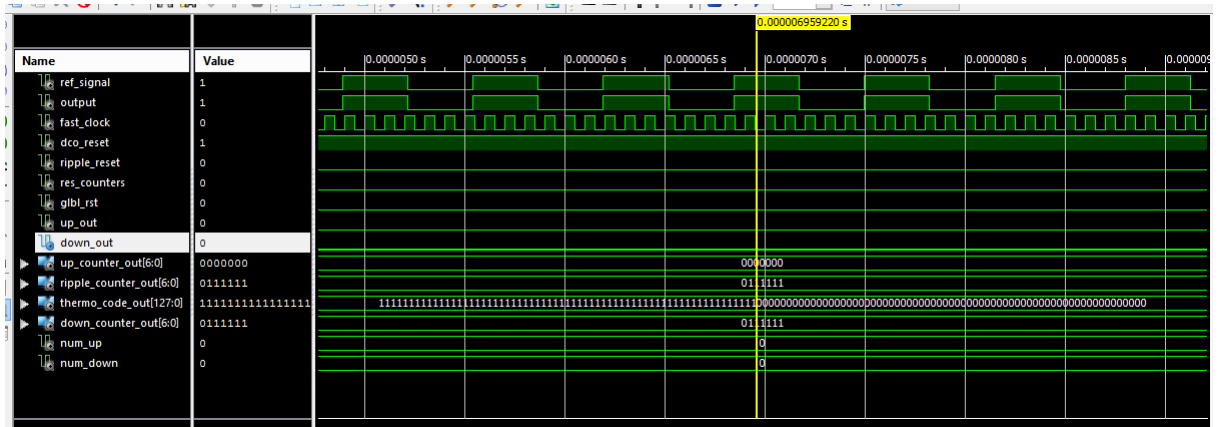 0.000006959220 s
Name Value 0.0000050 s 0.0000055 s 0.0000060 s 0.0000065 s 0.0000070 s 0.0000075 s 0.0000080 s 0.0000085 s 0.000009
ref_signal 1
output 1
fast_clock 0
dco_reset 1
ripple_reset 0
res_counters 0
glbl_rst 0
up_out 0
down_out 0
up_counter_out[6:0] 0000000 0000000
ripple_counter_out[6:0] 0111111 0111111
thermo_code_out[127:0]
down_counter_out[6:0] 0111111 0111111
num_up 0 0
num_down 0 0